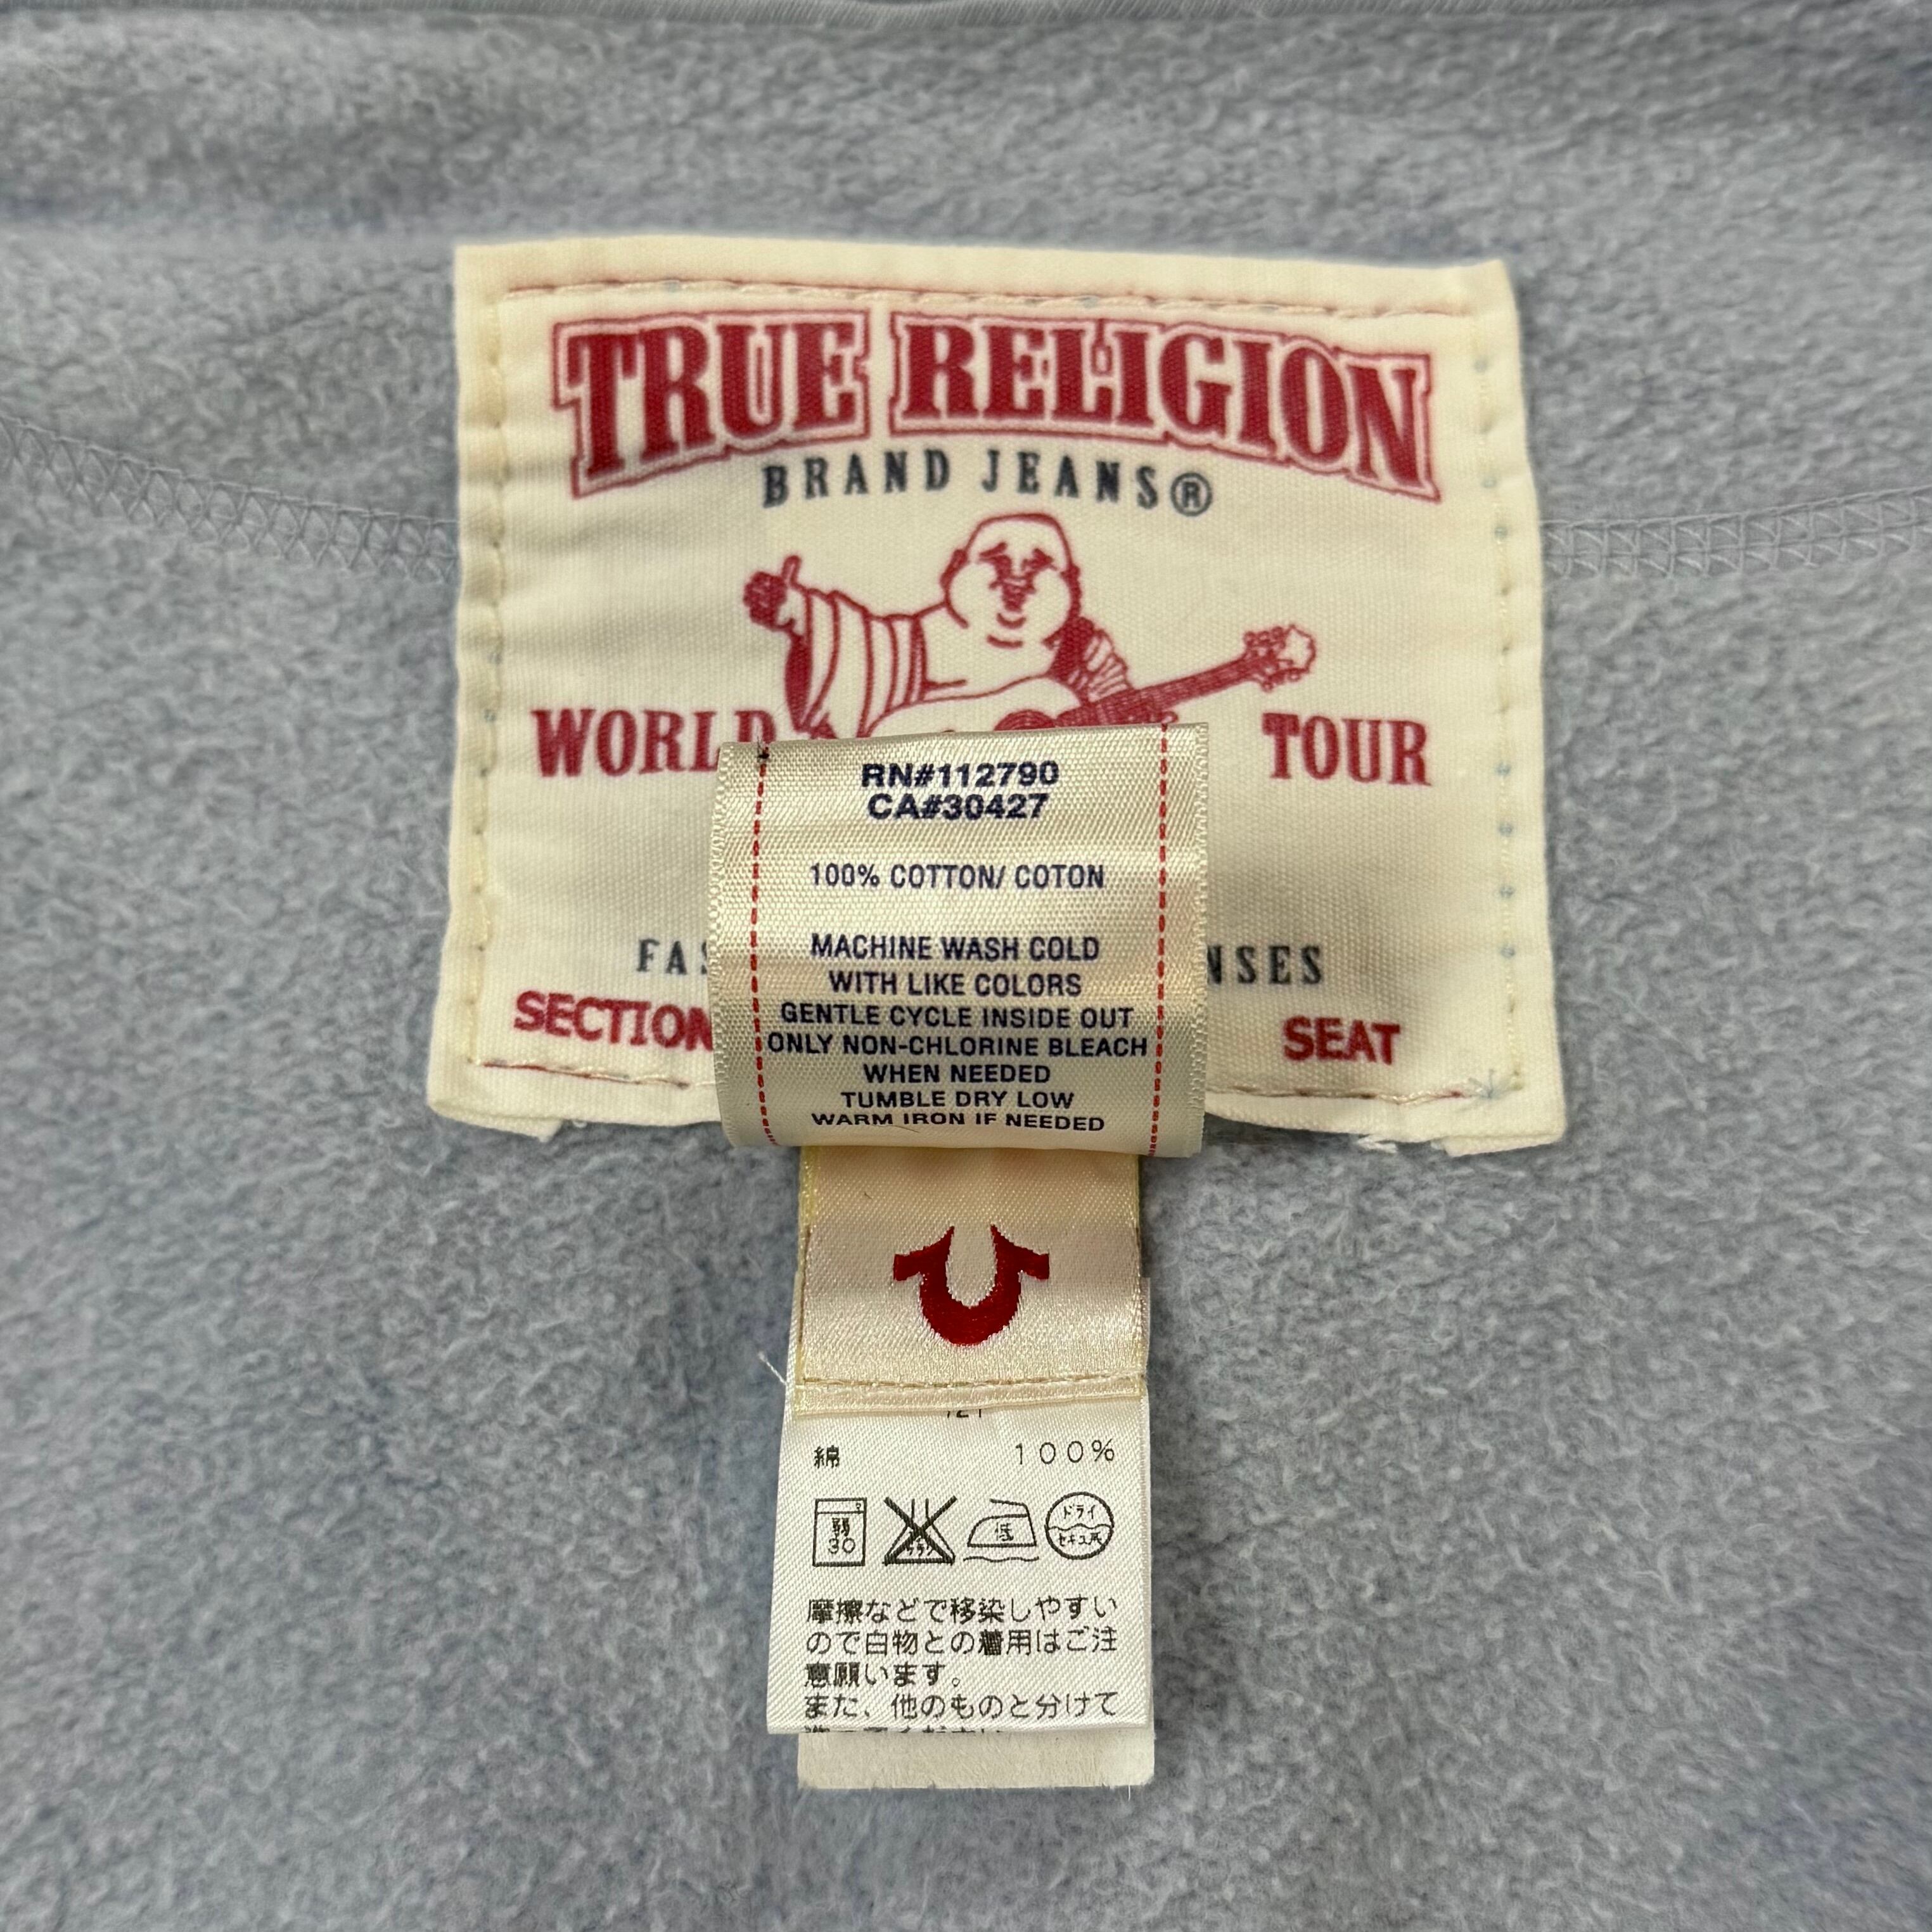 TRUE RELIGION
BRAND JEANS®
WORLD TOUR
RN#112790
CA#30427
100% COTTON/ COTON
MACHINE WASH COLD
WITH LIKE COLORS
GENTLE CYCLE INSIDE OUT
ONLY NON-CHLORINE BLEACH
WHEN NEEDED
TUMBLE DRY LOW
WARM IRON IF NEEDED
SECTION SEAT
綿 100%
弱
30
低
ドライ
セキユ系
摩擦などで移染しやすい
ので白物との着用はご注
意願います。
また、他のものと分けて